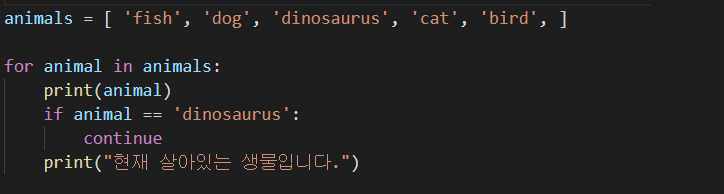 animals = [ 'fish', 'dog', 'dinosaurus', 'cat', 'bird', ]
for animal in animals:
print(animal)
if animal == 'dinosaurus':
continue
print("현재 살아있는 생물입니다.")